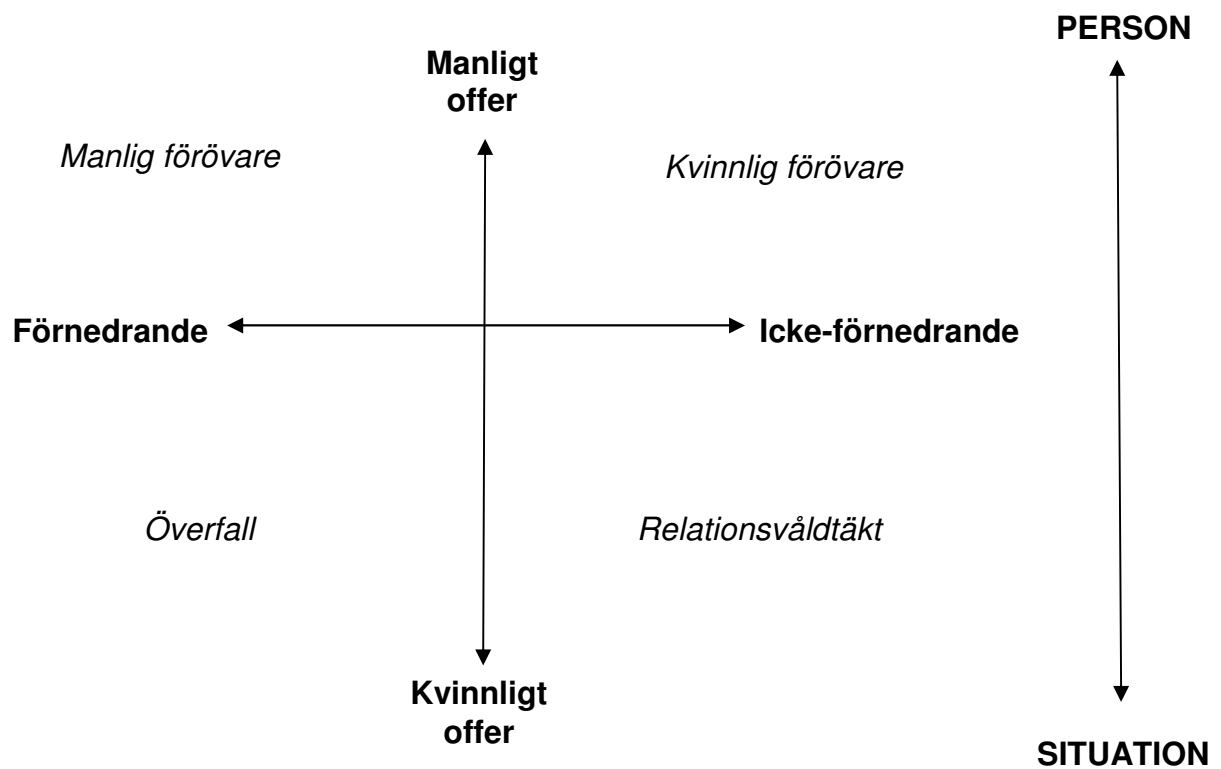 PERSON
Manligt
offer
Manlig förövare
Kvinnlig förövare
Förnedrande
Icke-förnedrande
Överfall
Relationsvåldtäkt
Kvinnligt
offer
SITUATION